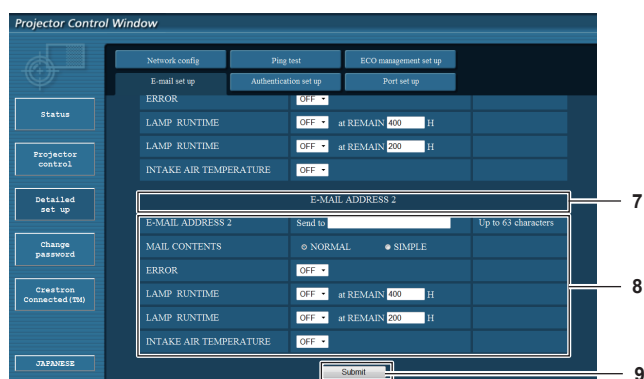 Projector Control Window
Network config Ping test ECO management set up
E-mail set up Authentication set up Port set up
Status
Projector control
Detailed set up
Change password
Crestron Connected(TM)
JAPANESE
ERROR OFF
LAMP RUNTIME OFF at REMAIN 400 H
LAMP RUNTIME OFF at REMAIN 200 H
INTAKE AIR TEMPERATURE OFF
E-MAIL ADDRESS 2 7
E-MAIL ADDRESS 2 Send to Up to 63 characters
MAIL CONTENTS NORMAL SIMPLE
ERROR OFF
LAMP RUNTIME OFF at REMAIN 400 H 8
LAMP RUNTIME OFF at REMAIN 200 H
INTAKE AIR TEMPERATURE OFF
Submit 9